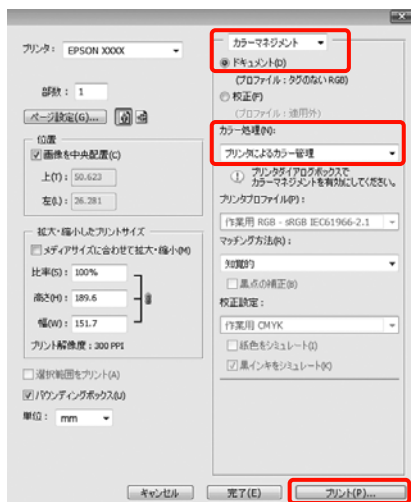 プリンタ: EPSON XXXX
部数: 1
ページ設定(G)...
位置
画像を中央配置(C)
上(T): 50.623
左(L): 26.281
拡大・縮小したプリントサイズ
メディアサイズに合わせて拡大・縮小(M)
比率(S): 100%
高さ(H): 189.6
幅(W): 151.7
プリント解像度: 300 PPI
選択範囲をプリント(A)
バウンディングボックス(U)
単位: mm
カラーマネジメント
ドキュメント(D)
(プロファイル: タグのない RGB)
校正(F)
(プロファイル: 適用外)
カラー処理(N):
プリンタによるカラー管理
プリンタダイアログボックスで
カラーマネジメントを有効にしてください。
プリンタプロファイル(P):
作業用 RGB - sRGB IEC61966-2.1
マッチング方法(R):
知覚的
黒点の補正(B)
校正設定:
作業用 CMYK
紙色をシミュレート(I)
黒インキをシミュレート(K)
キャンセル
完了(E)
プリント(P)...